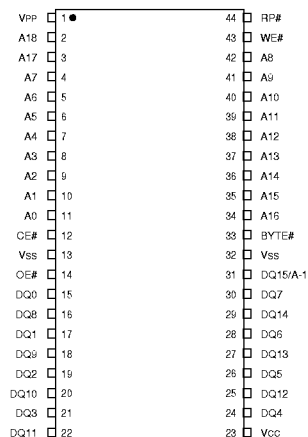 VPP 1 44 RP#
A18 2 43 WE#
A17 3 42 A8
A7 4 41 A9
A6 5 40 A10
A5 6 39 A11
A4 7 38 A12
A3 8 37 A13
A2 9 36 A14
A1 10 35 A15
A0 11 34 A16
CE# 12 33 BYTE#
VSS 13 32 VSS
OE# 14 31 DQ15/A-1
DQ0 15 30 DQ7
DQ8 16 29 DQ14
DQ1 17 28 DQ6
DQ9 18 27 DQ13
DQ2 19 26 DQ5
DQ10 20 25 DQ12
DQ3 21 24 DQ4
DQ11 22 23 VCC